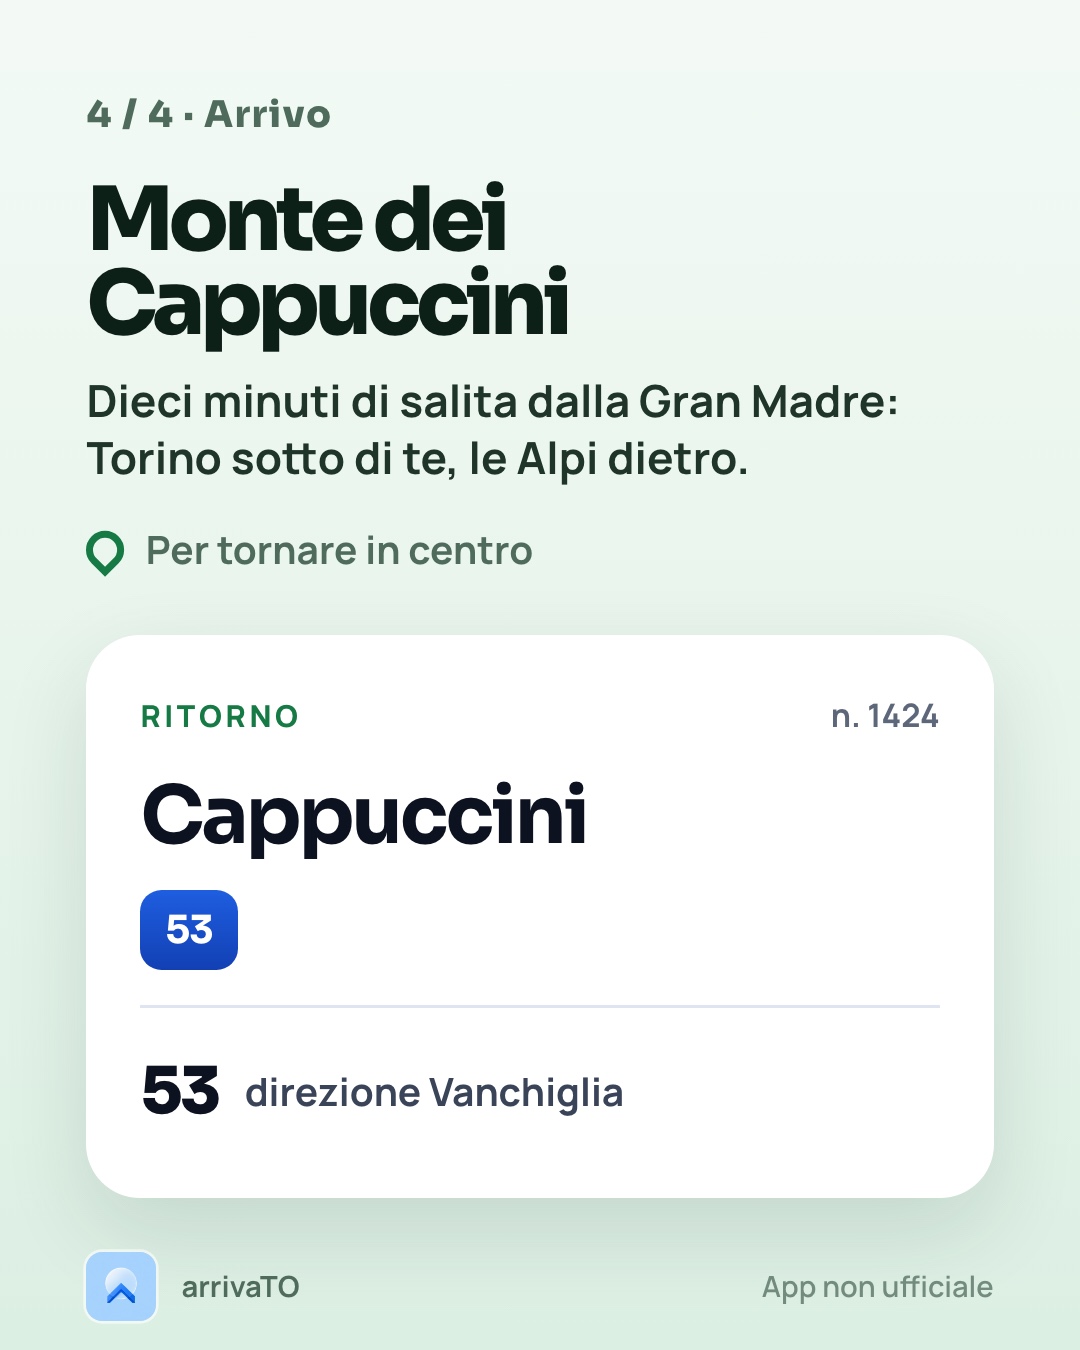 4 / 4 · Arrivo
Monte dei
Cappuccini
Dieci minuti di salita dalla Gran Madre:
Torino sotto di te, le Alpi dietro.
Per tornare in centro
RITORNO
n. 1424
Cappuccini
53
53 direzione Vanchiglia
arrivaTO
App non ufficiale